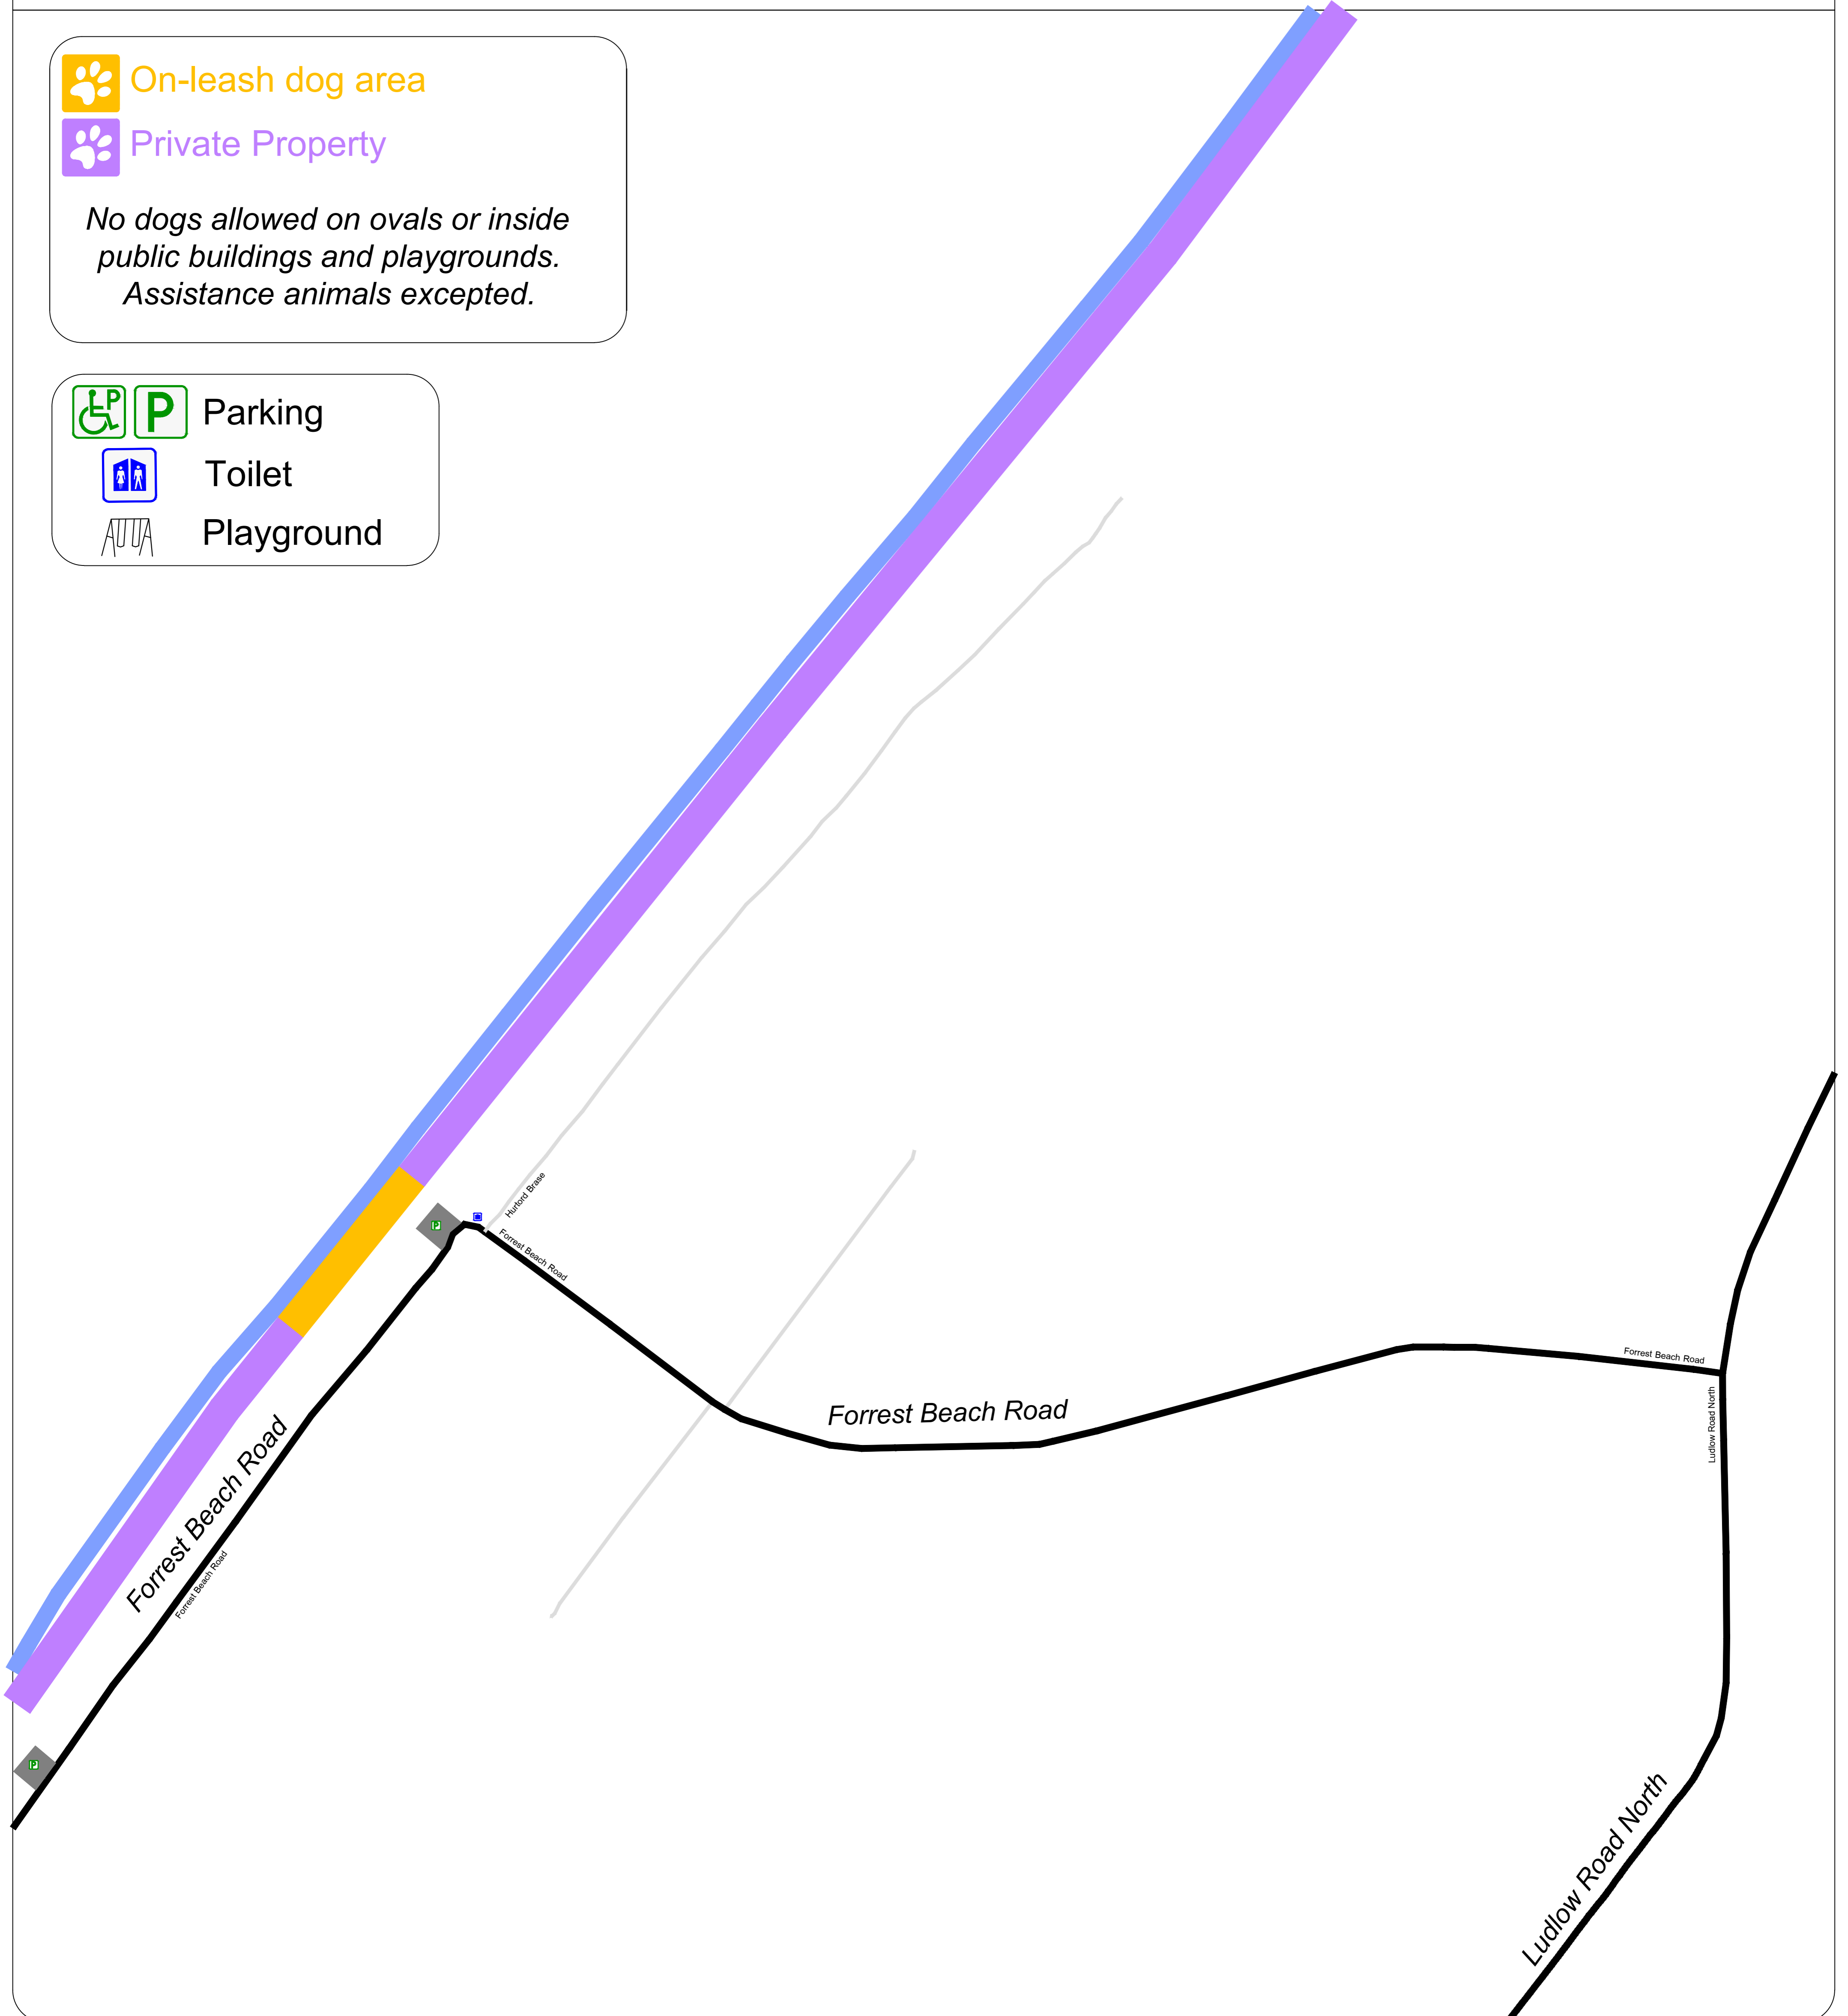 On-leash dog area
Private Property
No dogs allowed on ovals or inside
public buildings and playgrounds.
Assistance animals excepted.
P
P
Parking
Toilet
Playground
Hurford Brase
P
Forrest Beach Road
Forrest Beach Road
Forrest Beach Road
Ludlow Road North
Forrest Beach Road
Forrest Beach Road
P
Ludlow Road North